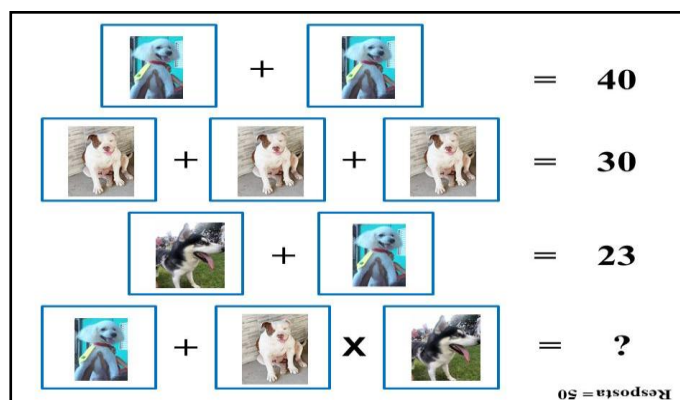 + = 40
+ + = 30
+ = 23
+ X = ?
Resposta= 50